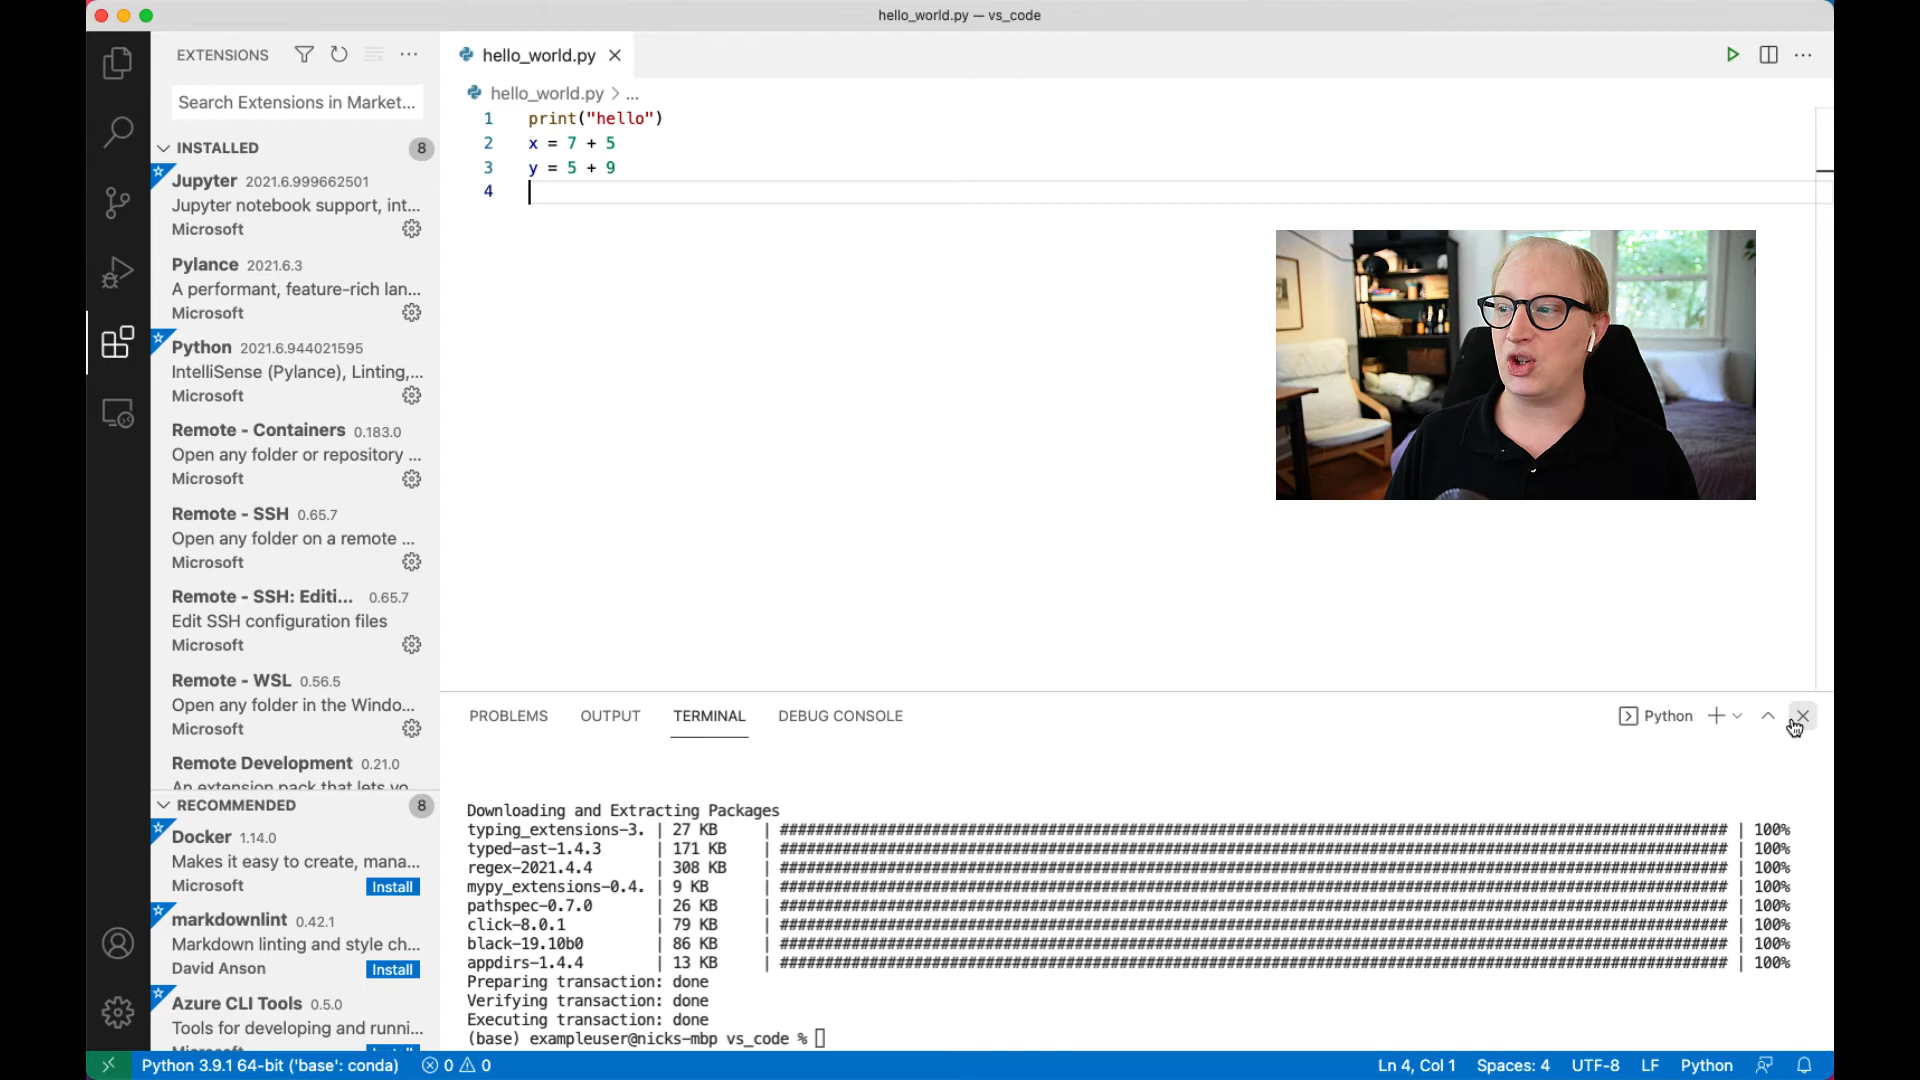 hello_world.py — vs_code
EXTENSIONS
Search Extensions in Market...
INSTALLED 8
Jupyter 2021.6.999662501
Jupyter notebook support, int...
Microsoft
Pylance 2021.6.3
A performant, feature-rich lan...
Microsoft
Python 2021.6.944021595
IntelliSense (Pylance), Linting,...
Microsoft
Remote - Containers 0.183.0
Open any folder or repository ...
Microsoft
Remote - SSH 0.65.7
Open any folder on a remote ...
Microsoft
Remote - SSH: Editi... 0.65.7
Edit SSH configuration files
Microsoft
Remote - WSL 0.56.5
Open any folder in the Windo...
Microsoft
Remote Development 0.21.0
An extension pack that lets yo
RECOMMENDED 8
Docker 1.14.0
Makes it easy to create, mana...
Microsoft Install
markdownlint 0.42.1
Markdown linting and style ch...
David Anson Install
Azure CLI Tools 0.5.0
Tools for developing and runni...
hello_world.py
hello_world.py > ...
1 print("hello")
2 x = 7 + 5
3 y = 5 + 9
4
PROBLEMS OUTPUT TERMINAL DEBUG CONSOLE Python
Downloading and Extracting Packages
typing_extensions-3. | 27 KB | ######################################################################################################### | 100%
typed-ast-1.4.3 | 171 KB | ######################################################################################################### | 100%
regex-2021.4.4 | 308 KB | ######################################################################################################### | 100%
mypy_extensions-0.4. | 9 KB | ######################################################################################################### | 100%
pathspec-0.7.0 | 26 KB | ######################################################################################################### | 100%
click-8.0.1 | 79 KB | ######################################################################################################### | 100%
black-19.10b0 | 86 KB | ######################################################################################################### | 100%
appdirs-1.4.4 | 13 KB | ######################################################################################################### | 100%
Preparing transaction: done
Verifying transaction: done
Executing transaction: done
(base) exampleuser@nicks-mbp vs_code %
Python 3.9.1 64-bit ('base': conda) 0 0 Ln 4, Col 1 Spaces: 4 UTF-8 LF Python